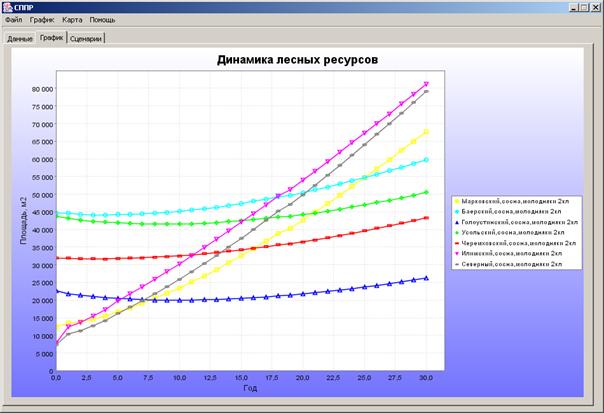 СППР
Файл График Карта Помощь
Данные График Сценарии
Динамика лесных ресурсов
80 000
75 000
70 000
65 000
60 000
55 000
50 000
45 000
40 000
35 000
30 000
25 000
20 000
15 000
10 000
5 000
0
Площадь, м2
0,0 2,5 5,0 7,5 10,0 12,5 15,0 17,5 20,0 22,5 25,0 27,5 30,0
Год
Марковский,сосна,молодняки 2кл
Баерский,сосна,молодняки 2кл
Голоустненский,сосна,молодняки 2кл
Усольский,сосна,молодняки 2кл
Черемховский,сосна,молодняки 2кл
Илимский,сосна,молодняки 2кл
Северный,сосна,молодняки 2кл